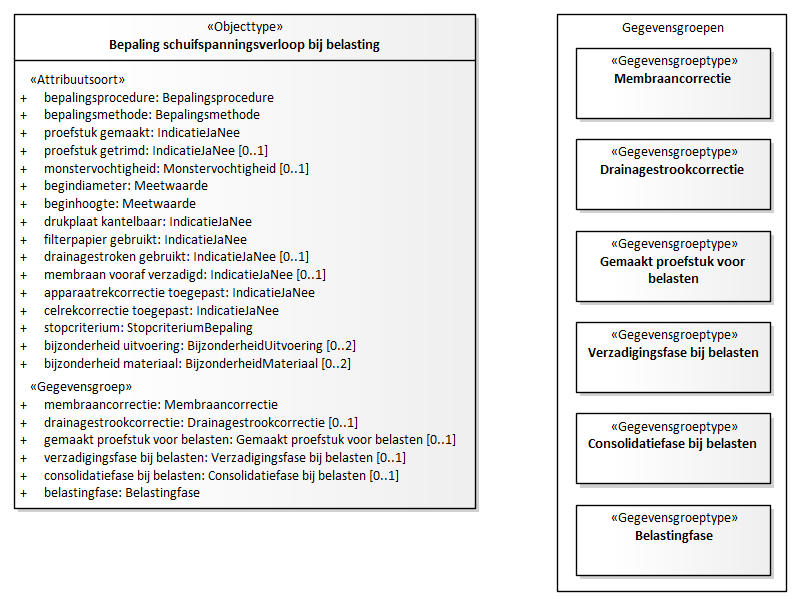 «Objecttype»
Bepaling schuifspanningsverloop bij belasting
«Attribuutsoort»
+ bepalingsprocedure: Bepalingsprocedure
+ bepalingsmethode: Bepalingsmethode
+ proefstuk gemaakt: IndicatieJaNee
+ proefstuk getrimd: IndicatieJaNee [0..1]
+ monstervochtigheid: Monstervochtigheid [0..1]
+ begindiameter: Meetwaarde
+ beginhoogte: Meetwaarde
+ drukplaat kantelbaar: IndicatieJaNee
+ filterpapier gebruikt: IndicatieJaNee
+ drainagestroken gebruikt: IndicatieJaNee [0..1]
+ membraan vooraf verzadigd: IndicatieJaNee [0..1]
+ apparaatrekcorrectie toegepast: IndicatieJaNee
+ celrekcorrectie toegepast: IndicatieJaNee
+ stopcriterium: StopcriteriumBepaling
+ bijzonderheid uitvoering: BijzonderheidUitvoering [0..2]
+ bijzonderheid materiaal: BijzonderheidMateriaal [0..2]
«Gegevensgroep»
+ membraancorrectie: Membraancorrectie
+ drainagestrookcorrectie: Drainagestrookcorrectie [0..1]
+ gemaakt proefstuk voor belasten: Gemaakt proefstuk voor belasten [0..1]
+ verzadigingsfase bij belasten: Verzadigingsfase bij belasten [0..1]
+ consolidatiefase bij belasten: Consolidatiefase bij belasten [0..1]
+ belastingfase: Belastingfase
Gegevensgroepen
«Gegevensgroeptype»
Membraancorrectie
«Gegevensgroeptype»
Drainagestrookcorrectie
«Gegevensgroeptype»
Gemaakt proefstuk voor
belasten
«Gegevensgroeptype»
Verzadigingsfase bij belasten
«Gegevensgroeptype»
Consolidatiefase bij belasten
«Gegevensgroeptype»
Belastingfase